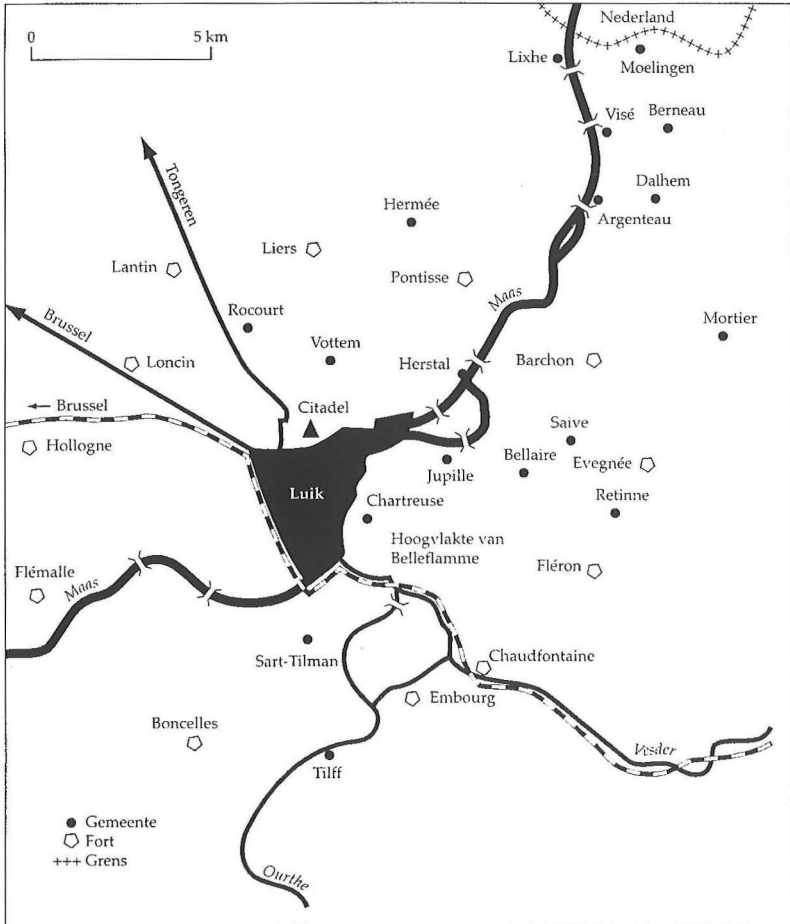 Nederland
0 5 km
Lixhe
Moelingen
Visé
Berneau
Tongeren
Dalhem
Argenteau
Hermée
Liers
Lantin
Pontisse
Maas
Rocourt
Mortier
Brussel
Vottem
Loncin
Herstal
Barchon
← Brussel
Citadel
Saive
Hollogne
Bellaire
Evegnée
Jupille
Luik
Chartreuse
Retinne
Hoogvlakte van
Belleflamme
Fléron
Flémalle
Maas
Sart-Tilman
Chaudfontaine
Embourg
Boncelles
Vesder
Tilff
Gemeente
Fort
+++ Grens
Ourthe